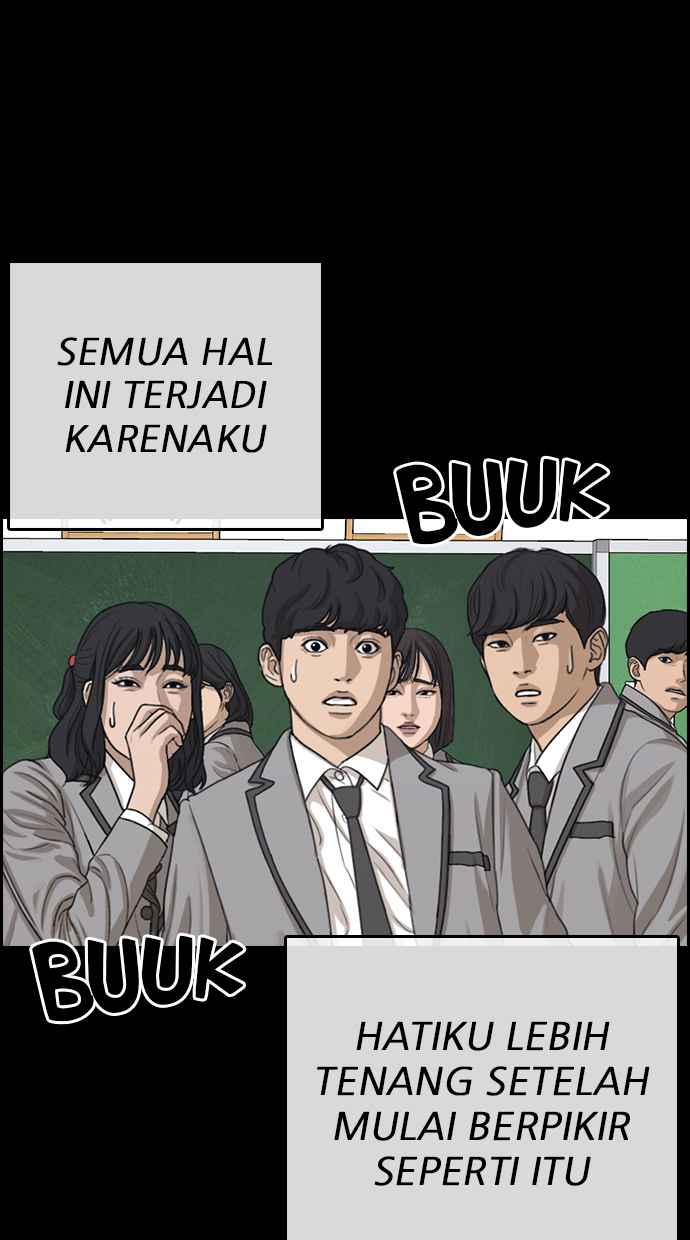 SEMUA HAL
INI TERJADI
KARENAKU
BUUK
BUUK
HATIKU LEBIH
TENANG SETELAH
MULAI BERPIKIR
SEPERTI ITU